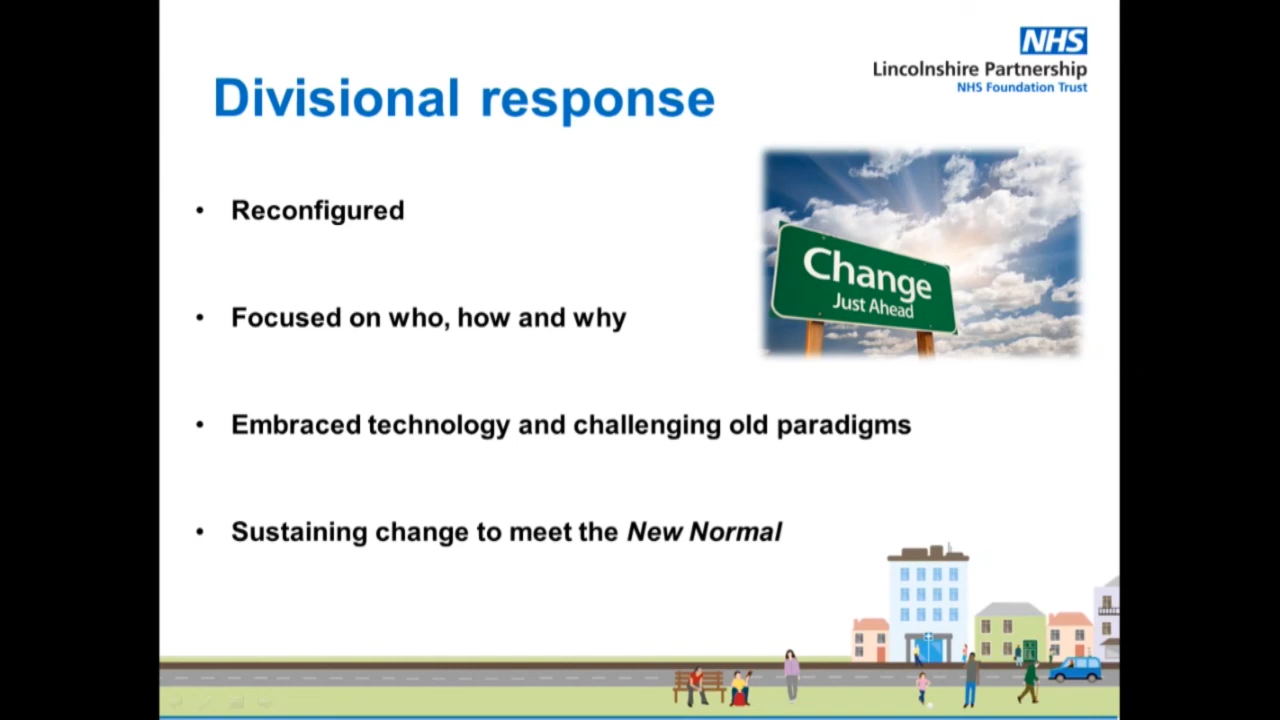 NHS
Lincolnshire Partnership
NHS Foundation Trust
Divisional response
• Reconfigured
Change
Just Ahead
• Focused on who, how and why
• Embraced technology and challenging old paradigms
• Sustaining change to meet the New Normal